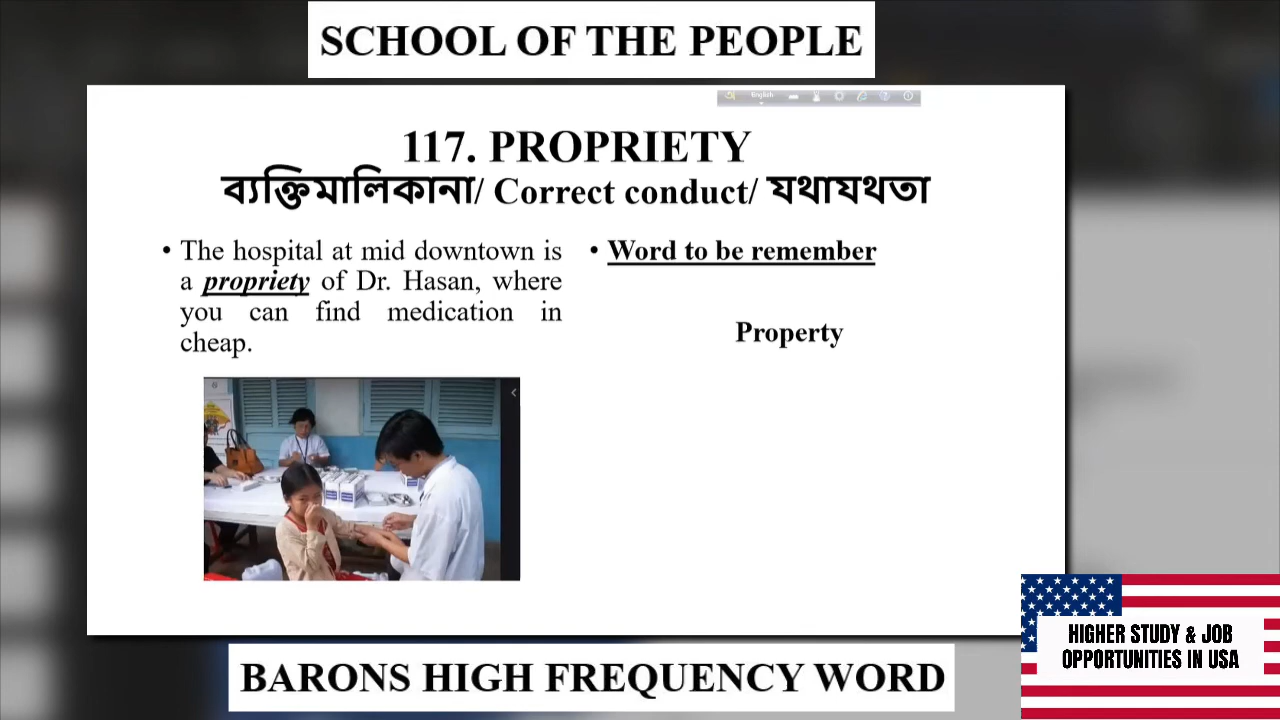 SCHOOL OF THE PEOPLE
English
117. PROPRIETY
ব্যক্তিমালিকানা/ Correct conduct/ যথাযথতা
• The hospital at mid downtown is
a propriety of Dr. Hasan, where
you can find medication in
cheap.
• Word to be remember
Property
BARONS HIGH FREQUENCY WORD
HIGHER STUDY & JOB
OPPORTUNITIES IN USA